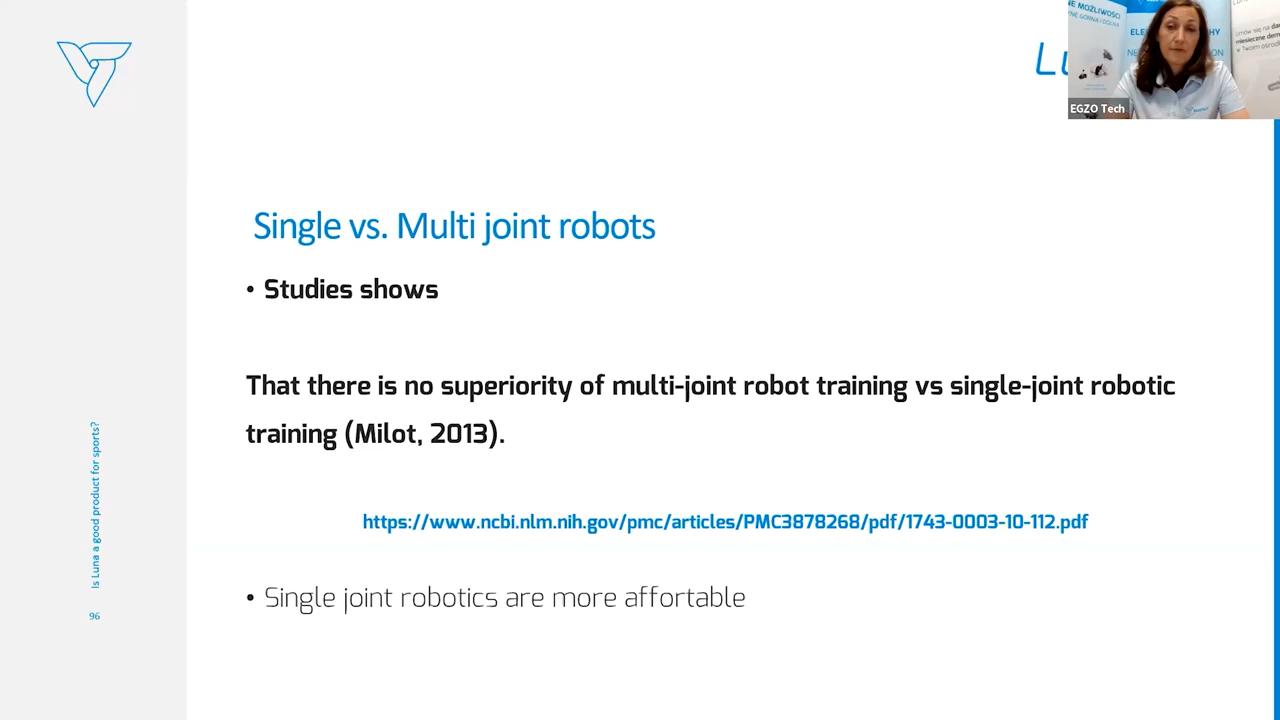 NE MOŻLIWOŚCI
EGZO Tech
Single vs. Multi joint robots
• Studies shows
That there is no superiority of multi-joint robot training vs single-joint robotic
training (Milot, 2013).
https://www.ncbi.nlm.nih.gov/pmc/articles/PMC3878268/pdf/1743-0003-10-112.pdf
• Single joint robotics are more affortable
Is Luna a good product for sports?
96